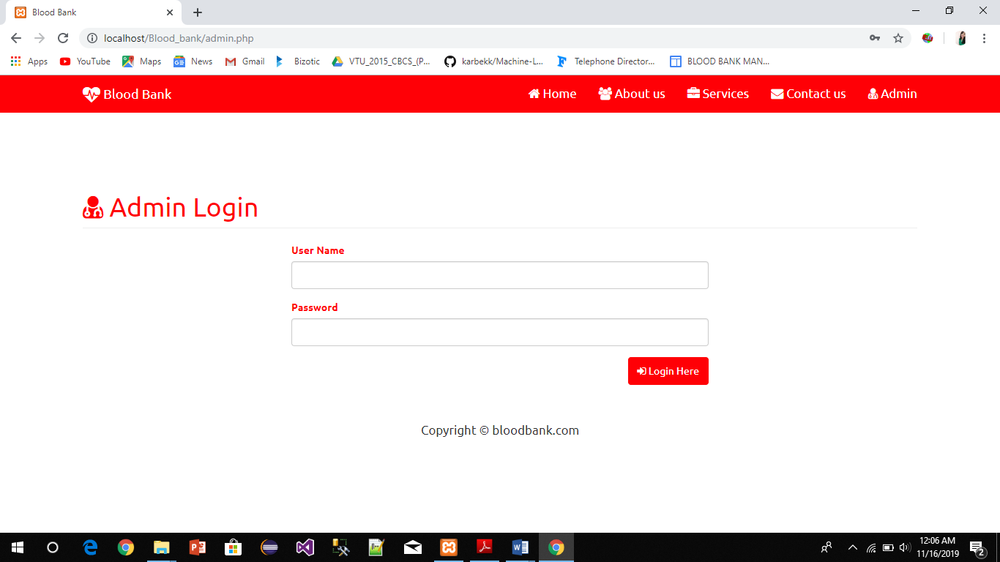 Blood Bank
localhost/Blood_bank/admin.php
Apps YouTube Maps News Gmail Bizotic VTU_2015_CBCS_(P... karbekk/Machine-L... Telephone Director... BLOOD BANK MAN...
Blood Bank Home About us Services Contact us Admin
Admin Login
User Name
Password
Login Here
Copyright © bloodbank.com
12:06 AM
11/16/2019
2